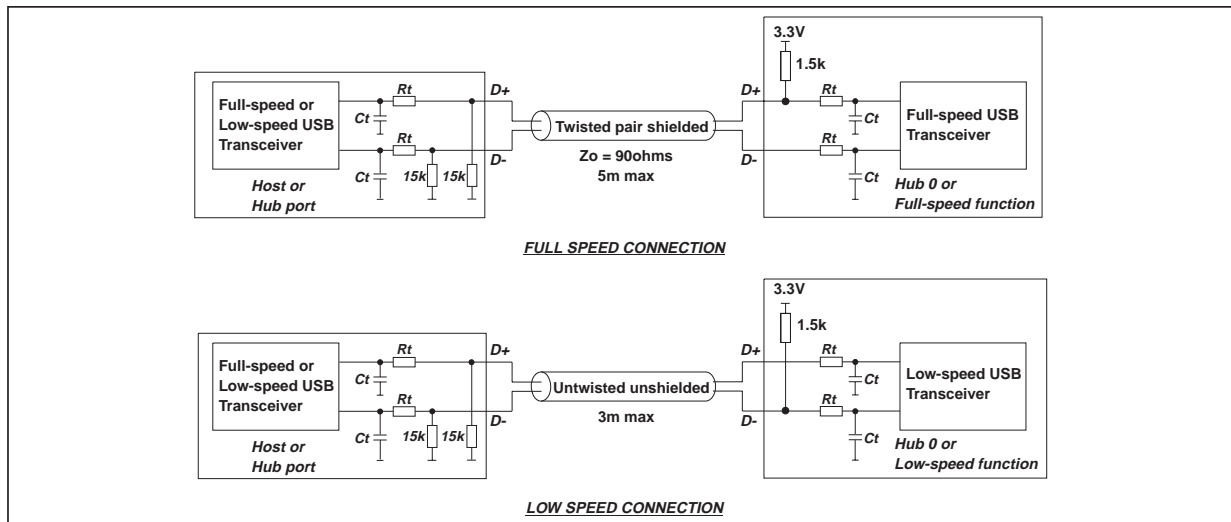 3.3V
1.5k
D+
D+
Rt
Rt
Full-speed or
Low-speed USB
Transceiver
Ct
Twisted pair shielded
Ct
Full-speed USB
Transceiver
Rt
Rt
D-
D-
Zo = 90ohms
5m max
Ct
15k
15k
Ct
Host or
Hub port
Hub 0 or
Full-speed function
FULL SPEED CONNECTION
3.3V
1.5k
D+
D+
Rt
Rt
Full-speed or
Low-speed USB
Transceiver
Ct
Untwisted unshielded
Ct
Low-speed USB
Transceiver
Rt
Rt
D-
D-
3m max
Ct
15k
15k
Ct
Host or
Hub port
Hub 0 or
Low-speed function
LOW SPEED CONNECTION